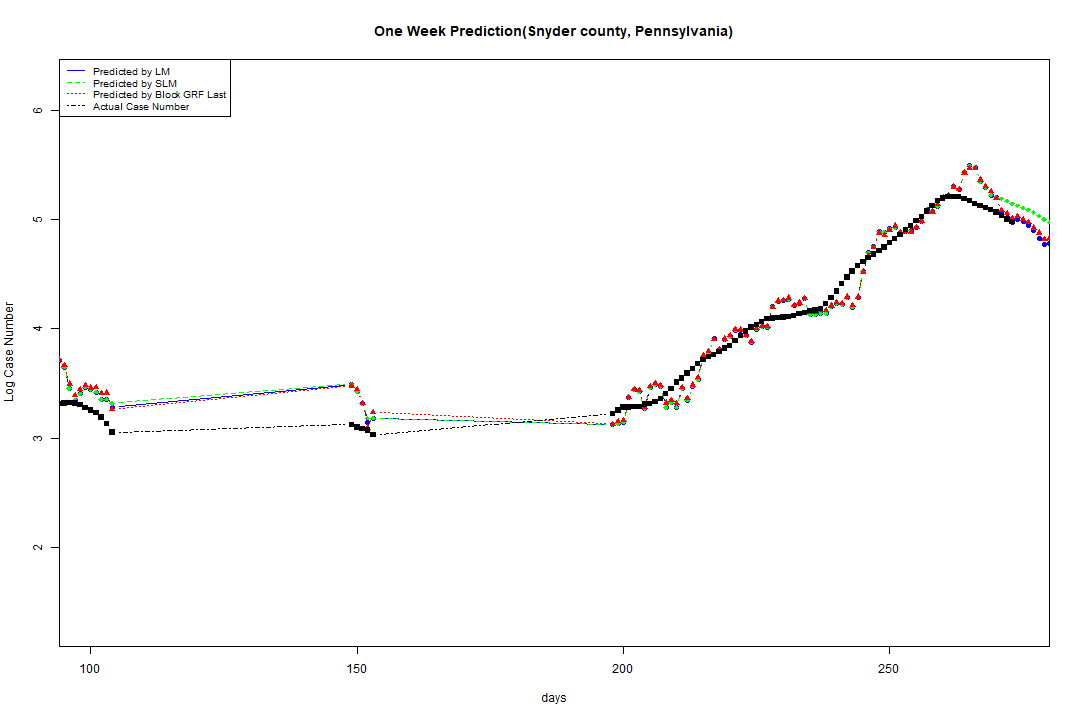 One Week Prediction(Snyder county, Pennsylvania)
Predicted by LM
Predicted by SLM
Predicted by Block GRF Last
Actual Case Number
Log Case Number
6
5
4
3
2
100 150 200 250
days